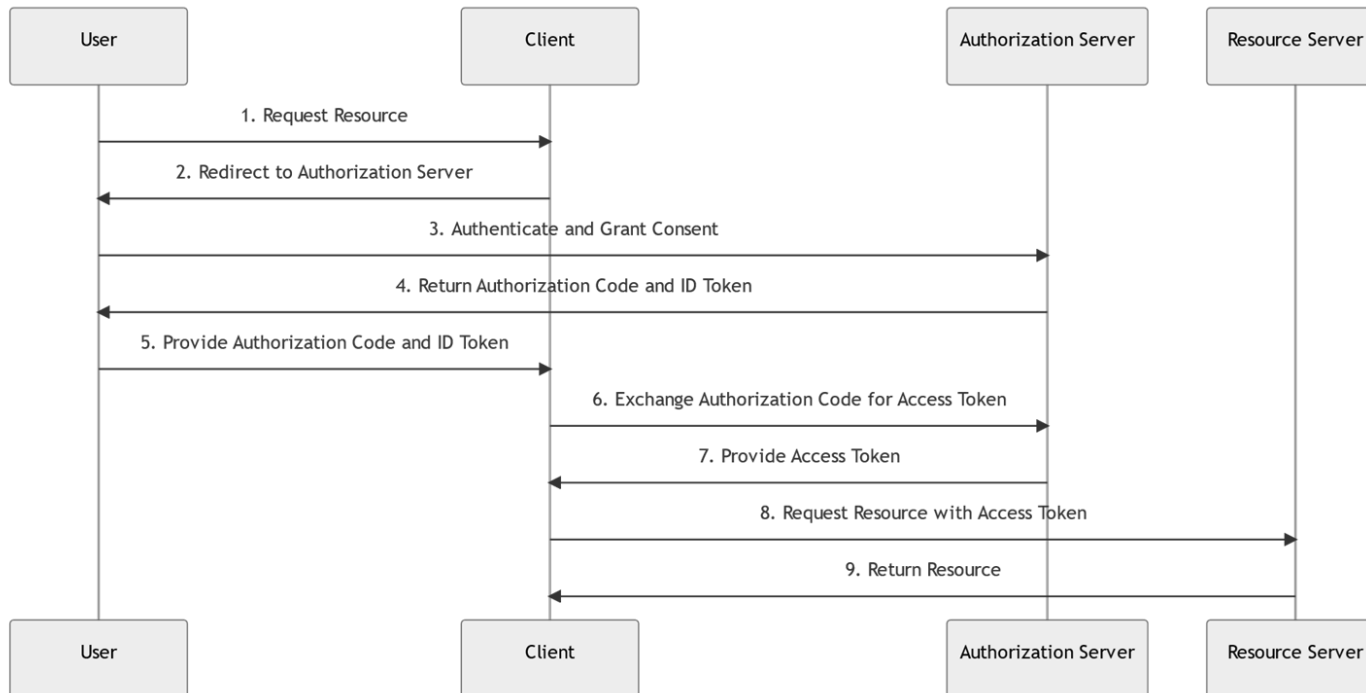 User
Client
Authorization Server
Resource Server
1. Request Resource
2. Redirect to Authorization Server
3. Authenticate and Grant Consent
4. Return Authorization Code and ID Token
5. Provide Authorization Code and ID Token
6. Exchange Authorization Code for Access Token
7. Provide Access Token
8. Request Resource with Access Token
9. Return Resource
User
Client
Authorization Server
Resource Server